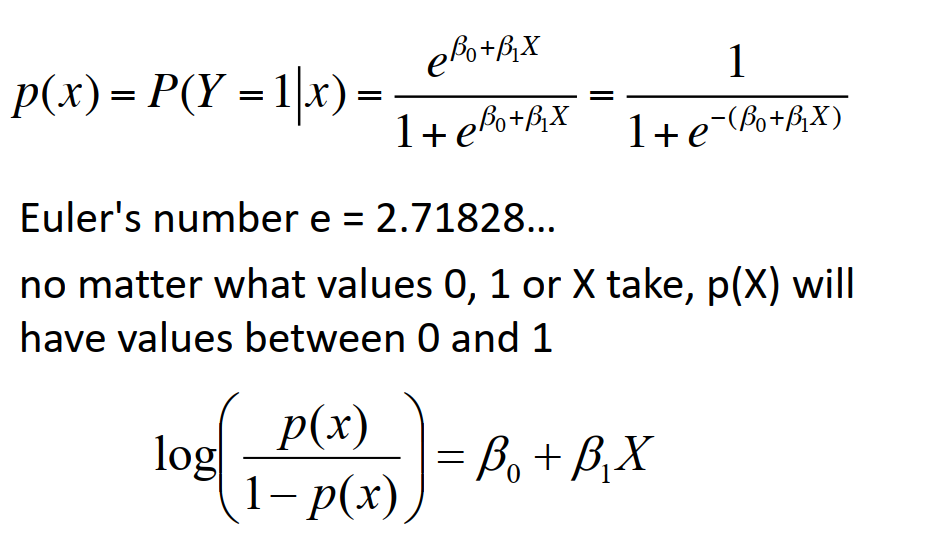 p(x) = P(Y = 1|x) = e^{β₀+β₁X} / (1 + e^{β₀+β₁X}) = 1 / (1 + e^{-(β₀+β₁X)})
Euler's number e = 2.71828...
no matter what values 0, 1 or X take, p(X) will
have values between 0 and 1
log( p(x) / (1 − p(x)) ) = β₀ + β₁X